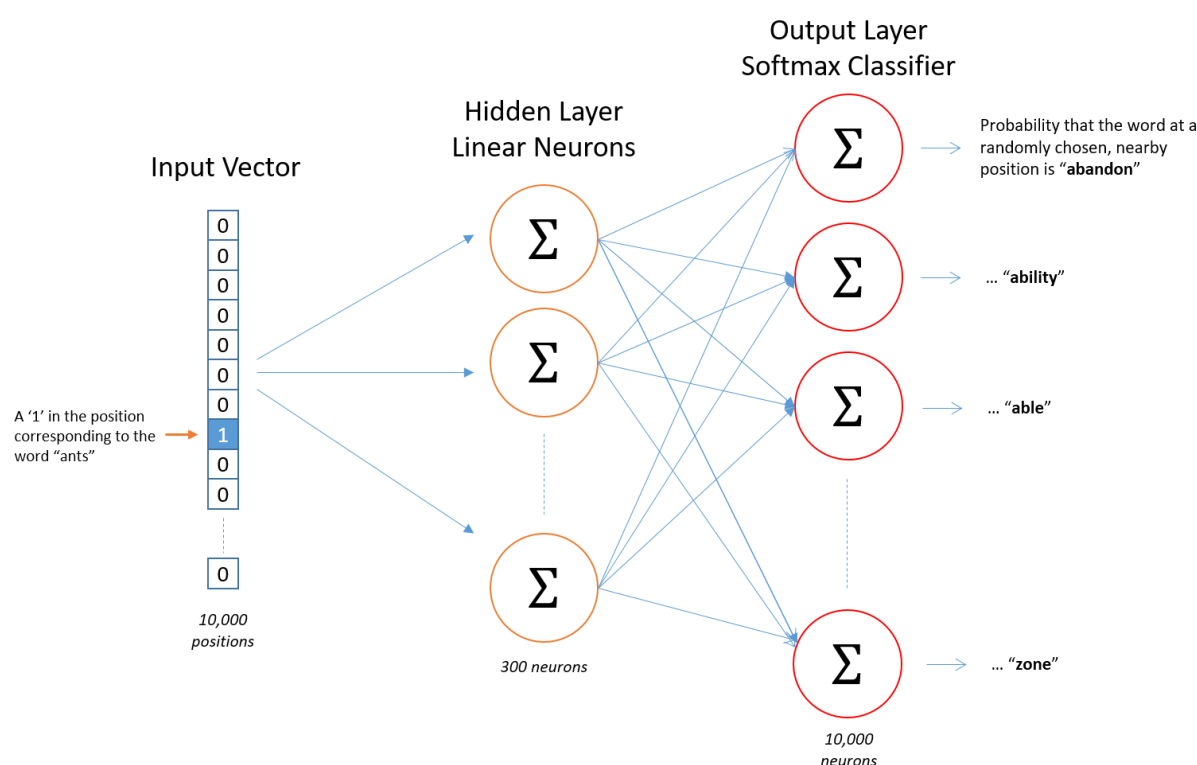 Output Layer
Softmax Classifier
Hidden Layer
Linear Neurons
Input Vector
0
0
0
0
0
0
0
1
0
0
0
A ‘1’ in the position
corresponding to the
word “ants”
10,000
positions
Σ
Σ
Σ
300 neurons
Σ
Σ
Σ
Σ
10,000
neurons
Probability that the word at a
randomly chosen, nearby
position is “abandon”
... “ability”
... “able”
... “zone”